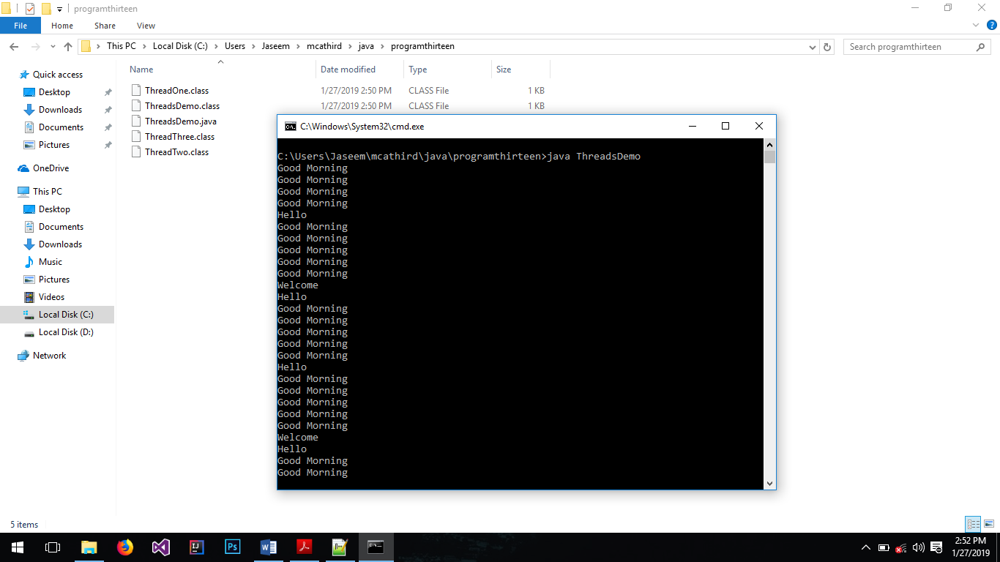 programthirteen
File Home Share View
This PC Local Disk (C:) Users Jaseem mcathird java programthirteen Search programthirteen
Name Date modified Type Size
Quick access
Desktop
Downloads
Documents
Pictures
OneDrive
This PC
Desktop
Documents
Downloads
Music
Pictures
Videos
Local Disk (C:)
Local Disk (D:)
Network
ThreadOne.class 1/27/2019 2:50 PM CLASS File 1 KB
ThreadsDemo.class 1/27/2019 2:50 PM CLASS File 1 KB
ThreadsDemo.java
ThreadThree.class
ThreadTwo.class
C:\Windows\System32\cmd.exe
C:\Users\Jaseem\mcathird\java\programthirteen>java ThreadsDemo
Good Morning
Good Morning
Good Morning
Good Morning
Hello
Good Morning
Good Morning
Good Morning
Good Morning
Good Morning
Welcome
Hello
Good Morning
Good Morning
Good Morning
Good Morning
Good Morning
Hello
Good Morning
Good Morning
Good Morning
Good Morning
Good Morning
Welcome
Hello
Good Morning
Good Morning
5 items
2:52 PM
1/27/2019